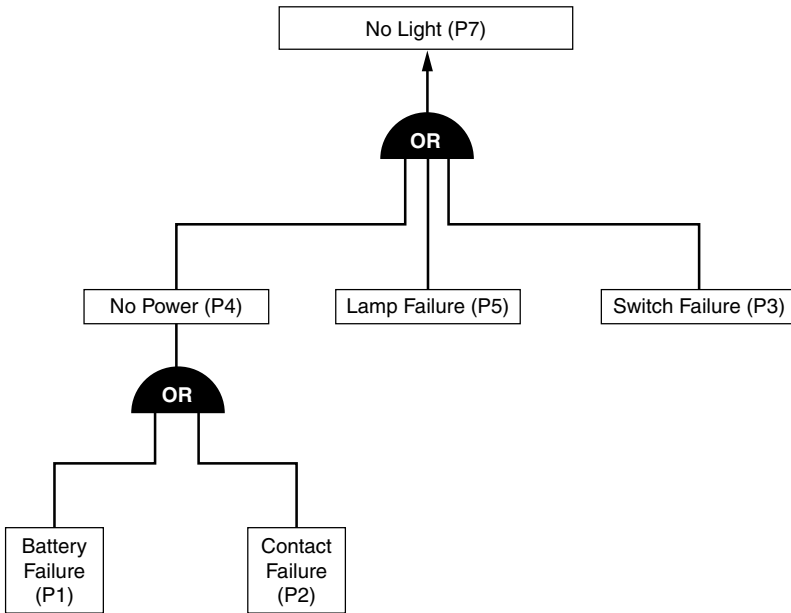 No Light (P7)
OR
No Power (P4)
Lamp Failure (P5)
Switch Failure (P3)
OR
Battery
Failure
(P1)
Contact
Failure
(P2)